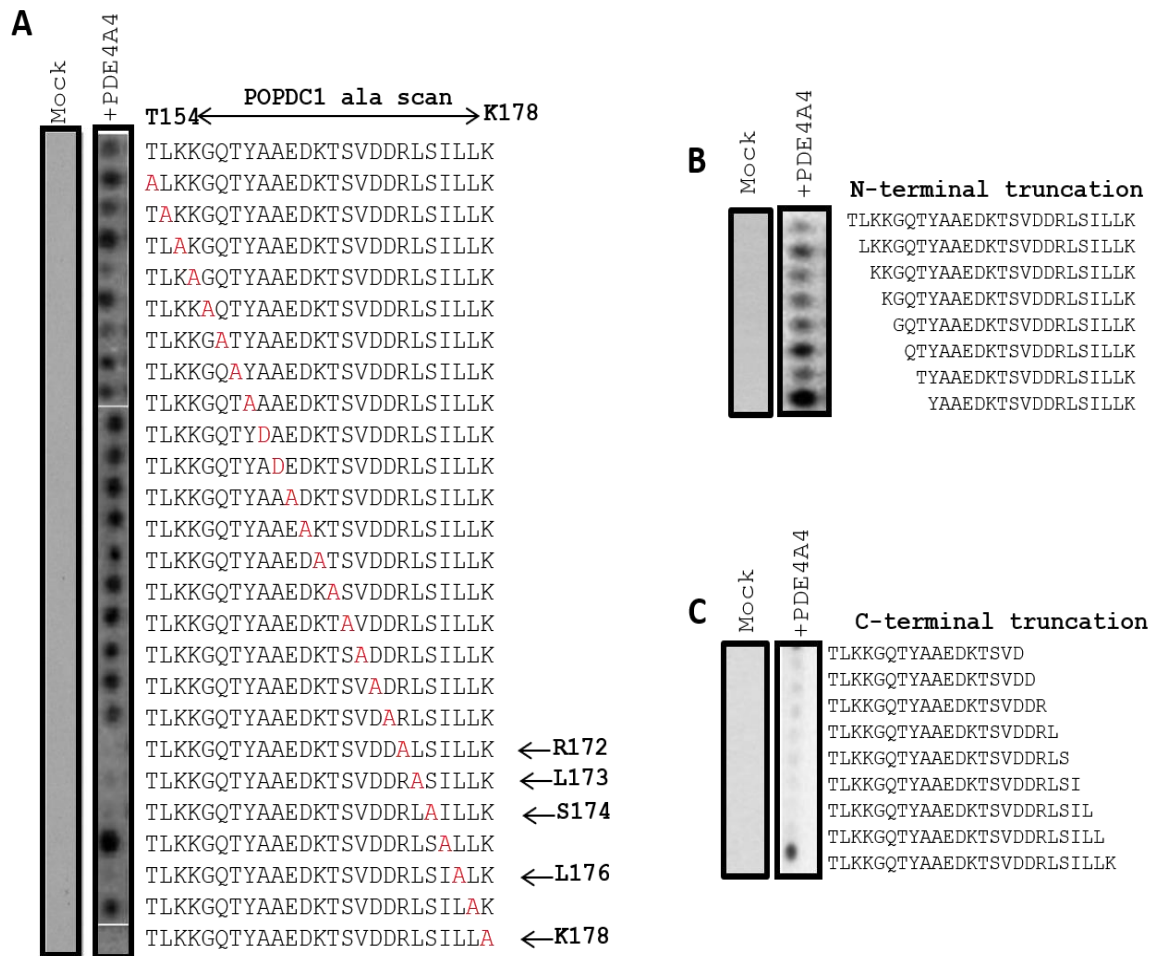 A
Mock
+PDE4A4
POPDC1 ala scan
T154
K178
TLKKGQTYAAEDKTSVDDRLSILLK
ALKKGQTYAAEDKTSVDDRLSILLK
TAKKGQTYAAEDKTSVDDRLSILLK
TLAKGQTYAAEDKTSVDDRLSILLK
TLKAGQTYAAEDKTSVDDRLSILLK
TLKKAQTYAAEDKTSVDDRLSILLK
TLKKGATYAAEDKTSVDDRLSILLK
TLKKGQAYAAEDKTSVDDRLSILLK
TLKKGQTAAAEDKTSVDDRLSILLK
TLKKGQTYDAEDKTSVDDRLSILLK
TLKKGQTYADEDKTSVDDRLSILLK
TLKKGQTYAAADKTSVDDRLSILLK
TLKKGQTYAAEAKTSVDDRLSILLK
TLKKGQTYAAEDATSVDDRLSILLK
TLKKGQTYAAEDKASVDDRLSILLK
TLKKGQTYAAEDKTAVDDRLSILLK
TLKKGQTYAAEDKTSADDRLSILLK
TLKKGQTYAAEDKTSVADRLSILLK
TLKKGQTYAAEDKTSVDARLSILLK
TLKKGQTYAAEDKTSVDDALSILLK
R172
TLKKGQTYAAEDKTSVDDRASILLK
L173
TLKKGQTYAAEDKTSVDDRLAILLK
S174
TLKKGQTYAAEDKTSVDDRLSALLK
TLKKGQTYAAEDKTSVDDRLSIALK
L176
TLKKGQTYAAEDKTSVDDRLSILAK
TLKKGQTYAAEDKTSVDDRLSILLA
K178
B
Mock
+PDE4A4
N-terminal truncation
TLKKGQTYAAEDKTSVDDRLSILLK
LKKGQTYAAEDKTSVDDRLSILLK
KKGQTYAAEDKTSVDDRLSILLK
KGQTYAAEDKTSVDDRLSILLK
GQTYAAEDKTSVDDRLSILLK
QTYAAEDKTSVDDRLSILLK
TYAAEDKTSVDDRLSILLK
YAAEDKTSVDDRLSILLK
C
Mock
+PDE4A4
C-terminal truncation
TLKKGQTYAAEDKTSVD
TLKKGQTYAAEDKTSVDD
TLKKGQTYAAEDKTSVDDR
TLKKGQTYAAEDKTSVDDRL
TLKKGQTYAAEDKTSVDDRLS
TLKKGQTYAAEDKTSVDDRLSI
TLKKGQTYAAEDKTSVDDRLSIL
TLKKGQTYAAEDKTSVDDRLSILL
TLKKGQTYAAEDKTSVDDRLSILLK